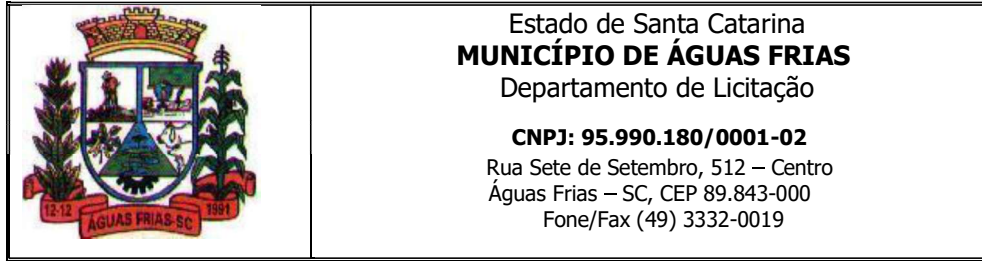 Estado de Santa Catarina
MUNICÍPIO DE ÁGUAS FRIAS
Departamento de Licitação
CNPJ: 95.990.180/0001-02
Rua Sete de Setembro, 512 – Centro
Águas Frias – SC, CEP 89.843-000
Fone/Fax (49) 3332-0019
12-12
ÁGUAS FRIAS-SC
1991